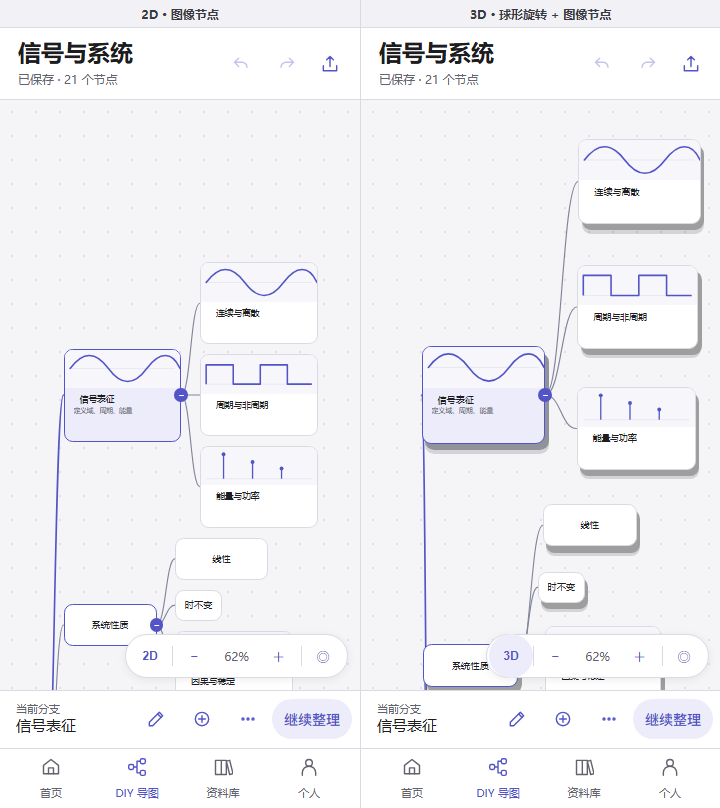 2D • 图像节点
信号与系统
已保存 · 21 个节点
连续与离散
信号表征
定义域、周期、能量
周期与非周期
能量与功率
线性
时不变
系统性质
2D
− 62% +
因果与稳定
当前分支
信号表征
继续整理
首页
DIY 导图
资料库
个人
3D • 球形旋转 + 图像节点
信号与系统
已保存 · 21 个节点
连续与离散
周期与非周期
信号表征
定义域、周期、能量
能量与功率
线性
时不变
系统性质
3D
− 62% +
当前分支
信号表征
继续整理
首页
DIY 导图
资料库
个人